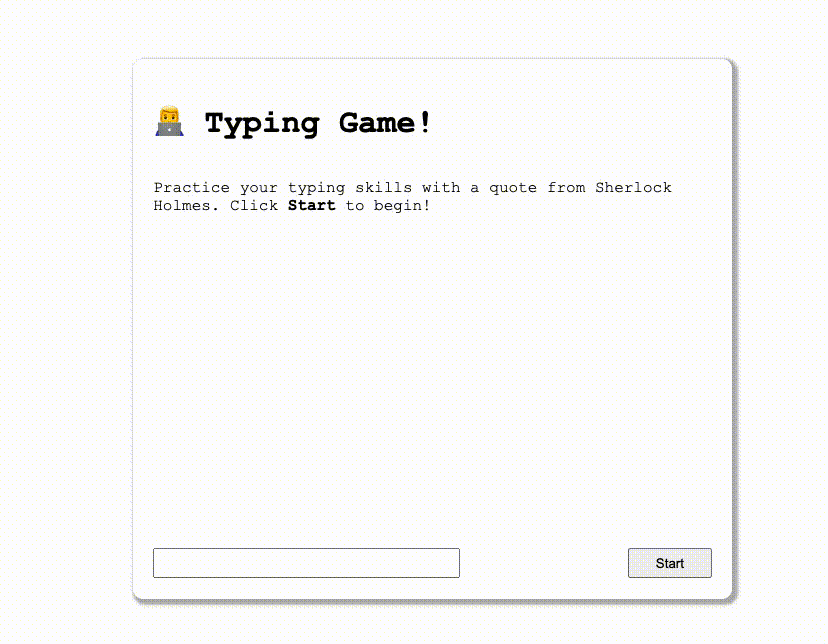 👨‍💻 Typing Game!
Practice your typing skills with a quote from Sherlock
Holmes. Click Start to begin!
Start